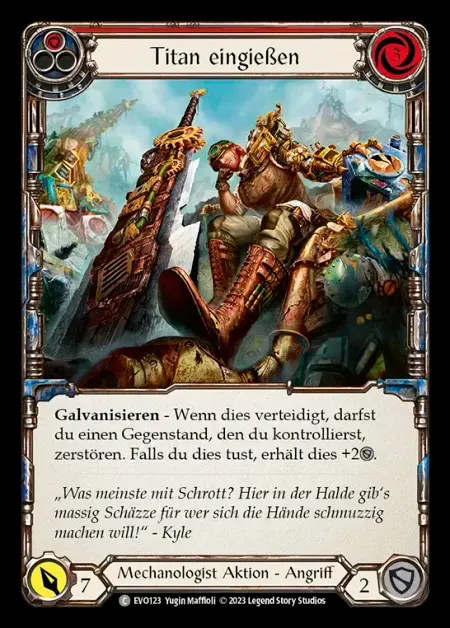 Titan eingießen
3
Galvanisieren - Wenn dies verteidigt, darfst
du einen Gegenstand, den du kontrollierst,
zerstören. Falls du dies tust, erhält dies +2.
„Was meinste mit Schrott? Hier in der Halde gib‘s
massig Schäzze für wer sich die Hände schmuzzig
machen will!“ - Kyle
7
Mechanologist Aktion - Angriff
2
C EVO123 Yugin Maffioli © 2023 Legend Story Studios